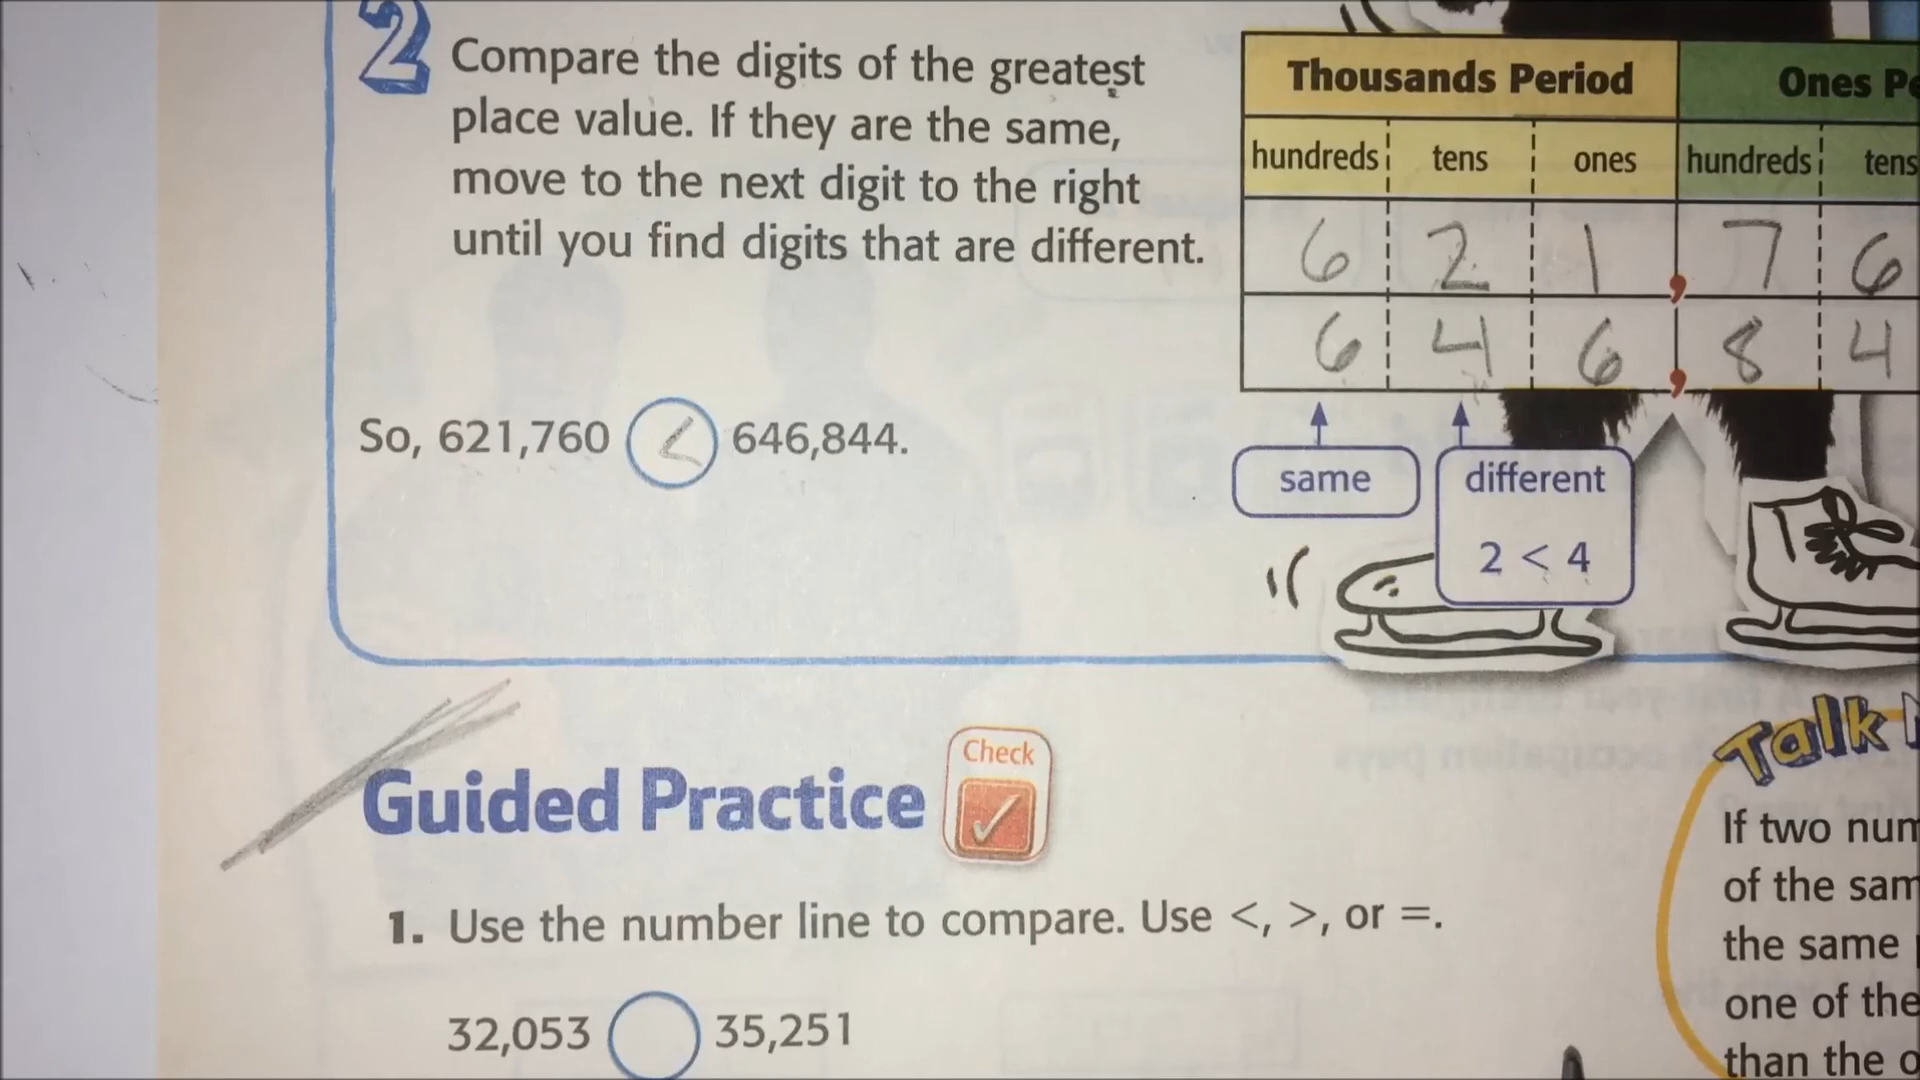 2 Compare the digits of the greatest
place value. If they are the same,
move to the next digit to the right
until you find digits that are different.
So, 621,760 < 646,844.
Thousands Period Ones
hundreds tens ones hundreds tens
6 2 1 , 7 6
6 4 6 , 8 4
same different
2 < 4
Guided Practice
Check
1. Use the number line to compare. Use <, >, or =.
32,053 35,251
Talk
If two
of the
the same
one of the
than the